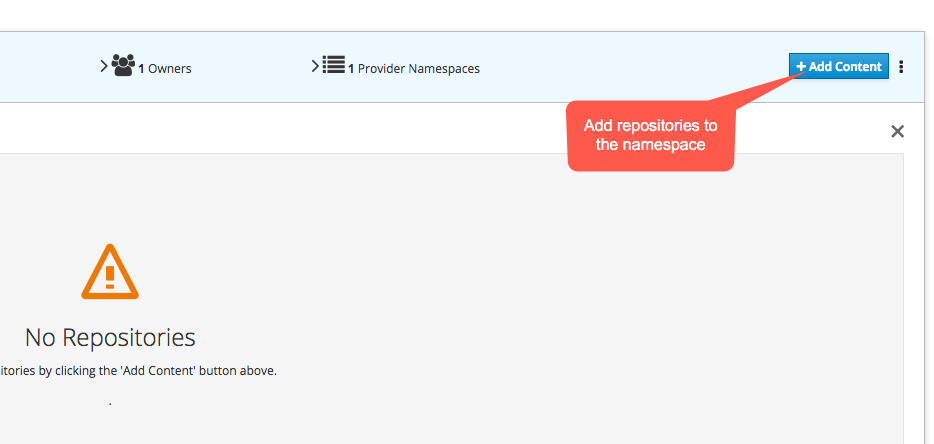 1 Owners
1 Provider Namespaces
+ Add Content
Add repositories to
the namespace
No Repositories
itories by clicking the 'Add Content' button above.
.